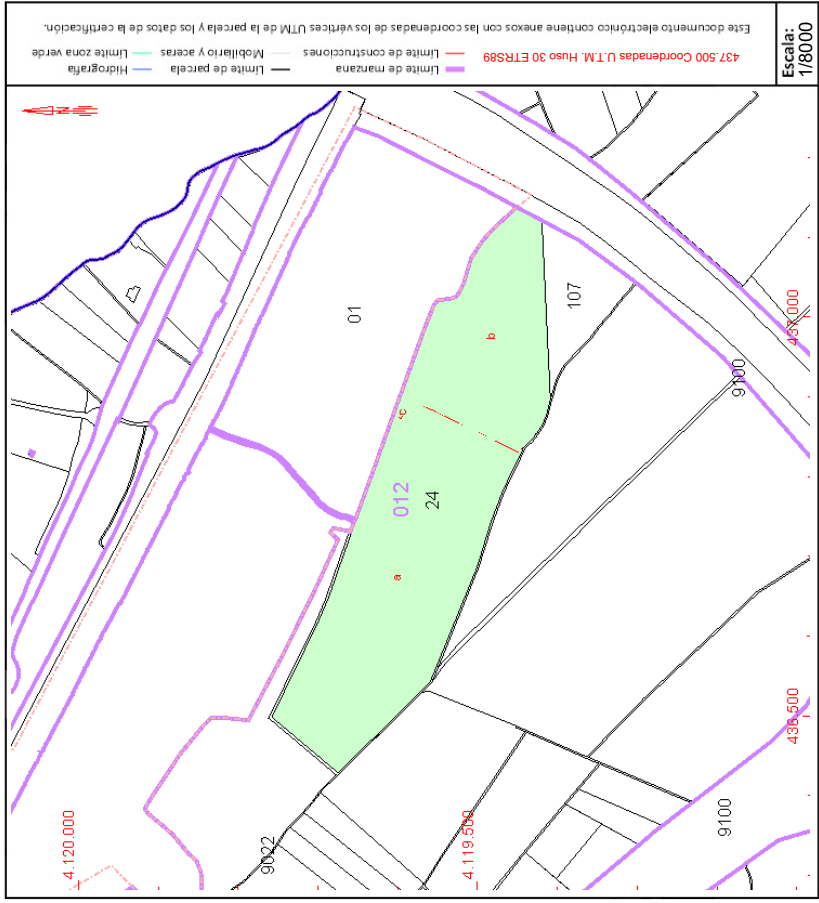 Este documento electrónico contiene anexos con las coordenadas de los vértices UTM de la parcela y los datos de la certificación.
437.500 Coordenadas U.T.M. Huso 30 ETRS89
Límite de manzana
Límite de parcela
Límite de construcciones
Mobiliario y aceras
Límite zona verde
Hidrografía
Escala:
1/8000
01
107
b
c
012
24
a
437.000
9100
436.500
9100
4.120.000
4.119.500
9022